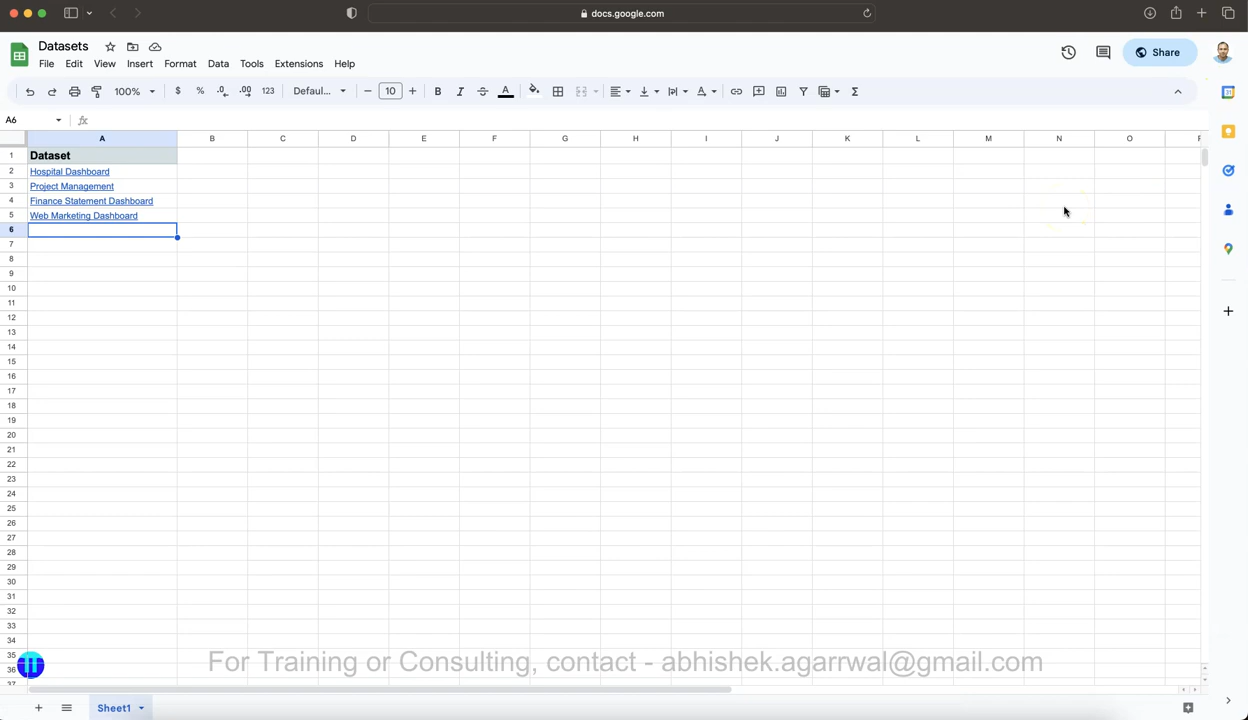 docs.google.com
Datasets
File Edit View Insert Format Data Tools Extensions Help
Share
100% $ % .0 .00 123 Defaul... 10 B I S A Σ
A6 fx
A B C D E F G H I J K L M N O
1 Dataset
2 Hospital Dashboard
3 Project Management
4 Finance Statement Dashboard
5 Web Marketing Dashboard
6
7
8
9
10
11
12
13
14
15
16
17
18
19
20
21
22
23
24
25
26
27
28
29
30
31
32
33
34
35
36
37
For Training or Consulting, contact - abhishek.agarrwal@gmail.com
Sheet1